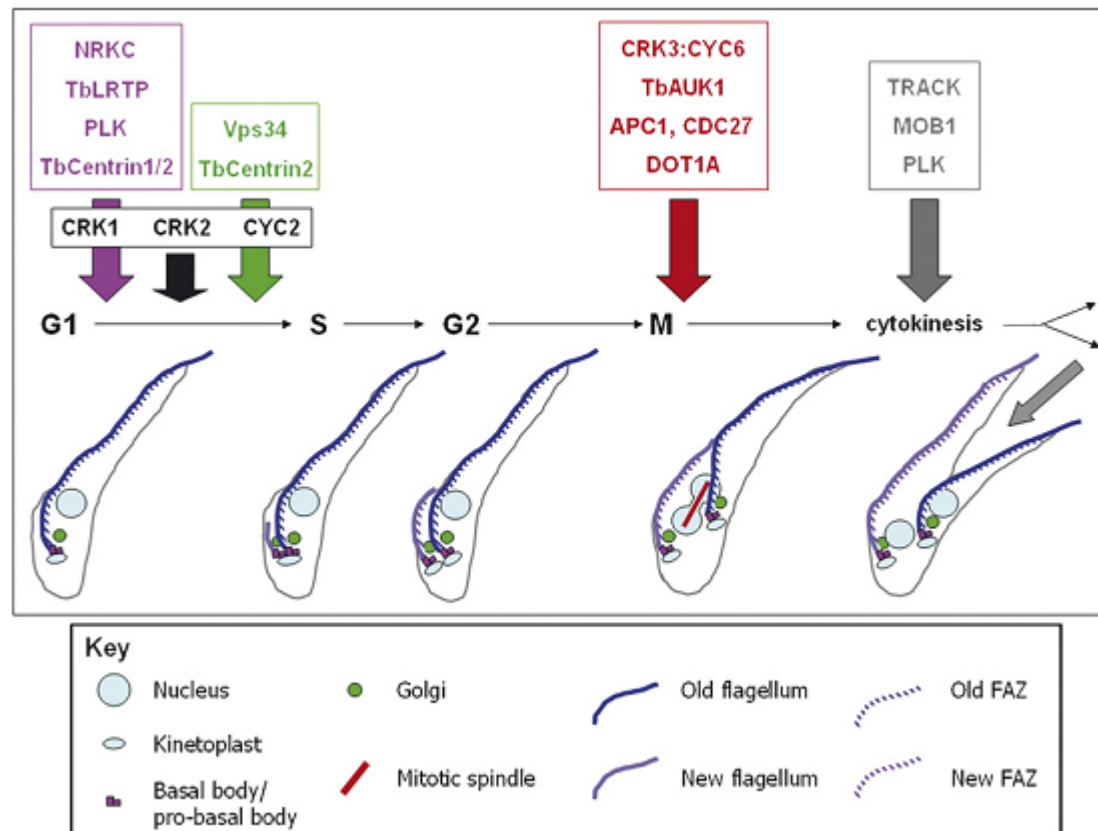 NRKC
TbLRTP
PLK
TbCentrin1/2
Vps34
TbCentrin2
CRK3:CYC6
TbAUK1
APC1, CDC27
DOT1A
TRACK
MOB1
PLK
CRK1 CRK2 CYC2
G1 S G2 M cytokinesis
Key
Nucleus
Golgi
Old flagellum
Old FAZ
Kinetoplast
Basal body/
pro-basal body
Mitotic spindle
New flagellum
New FAZ